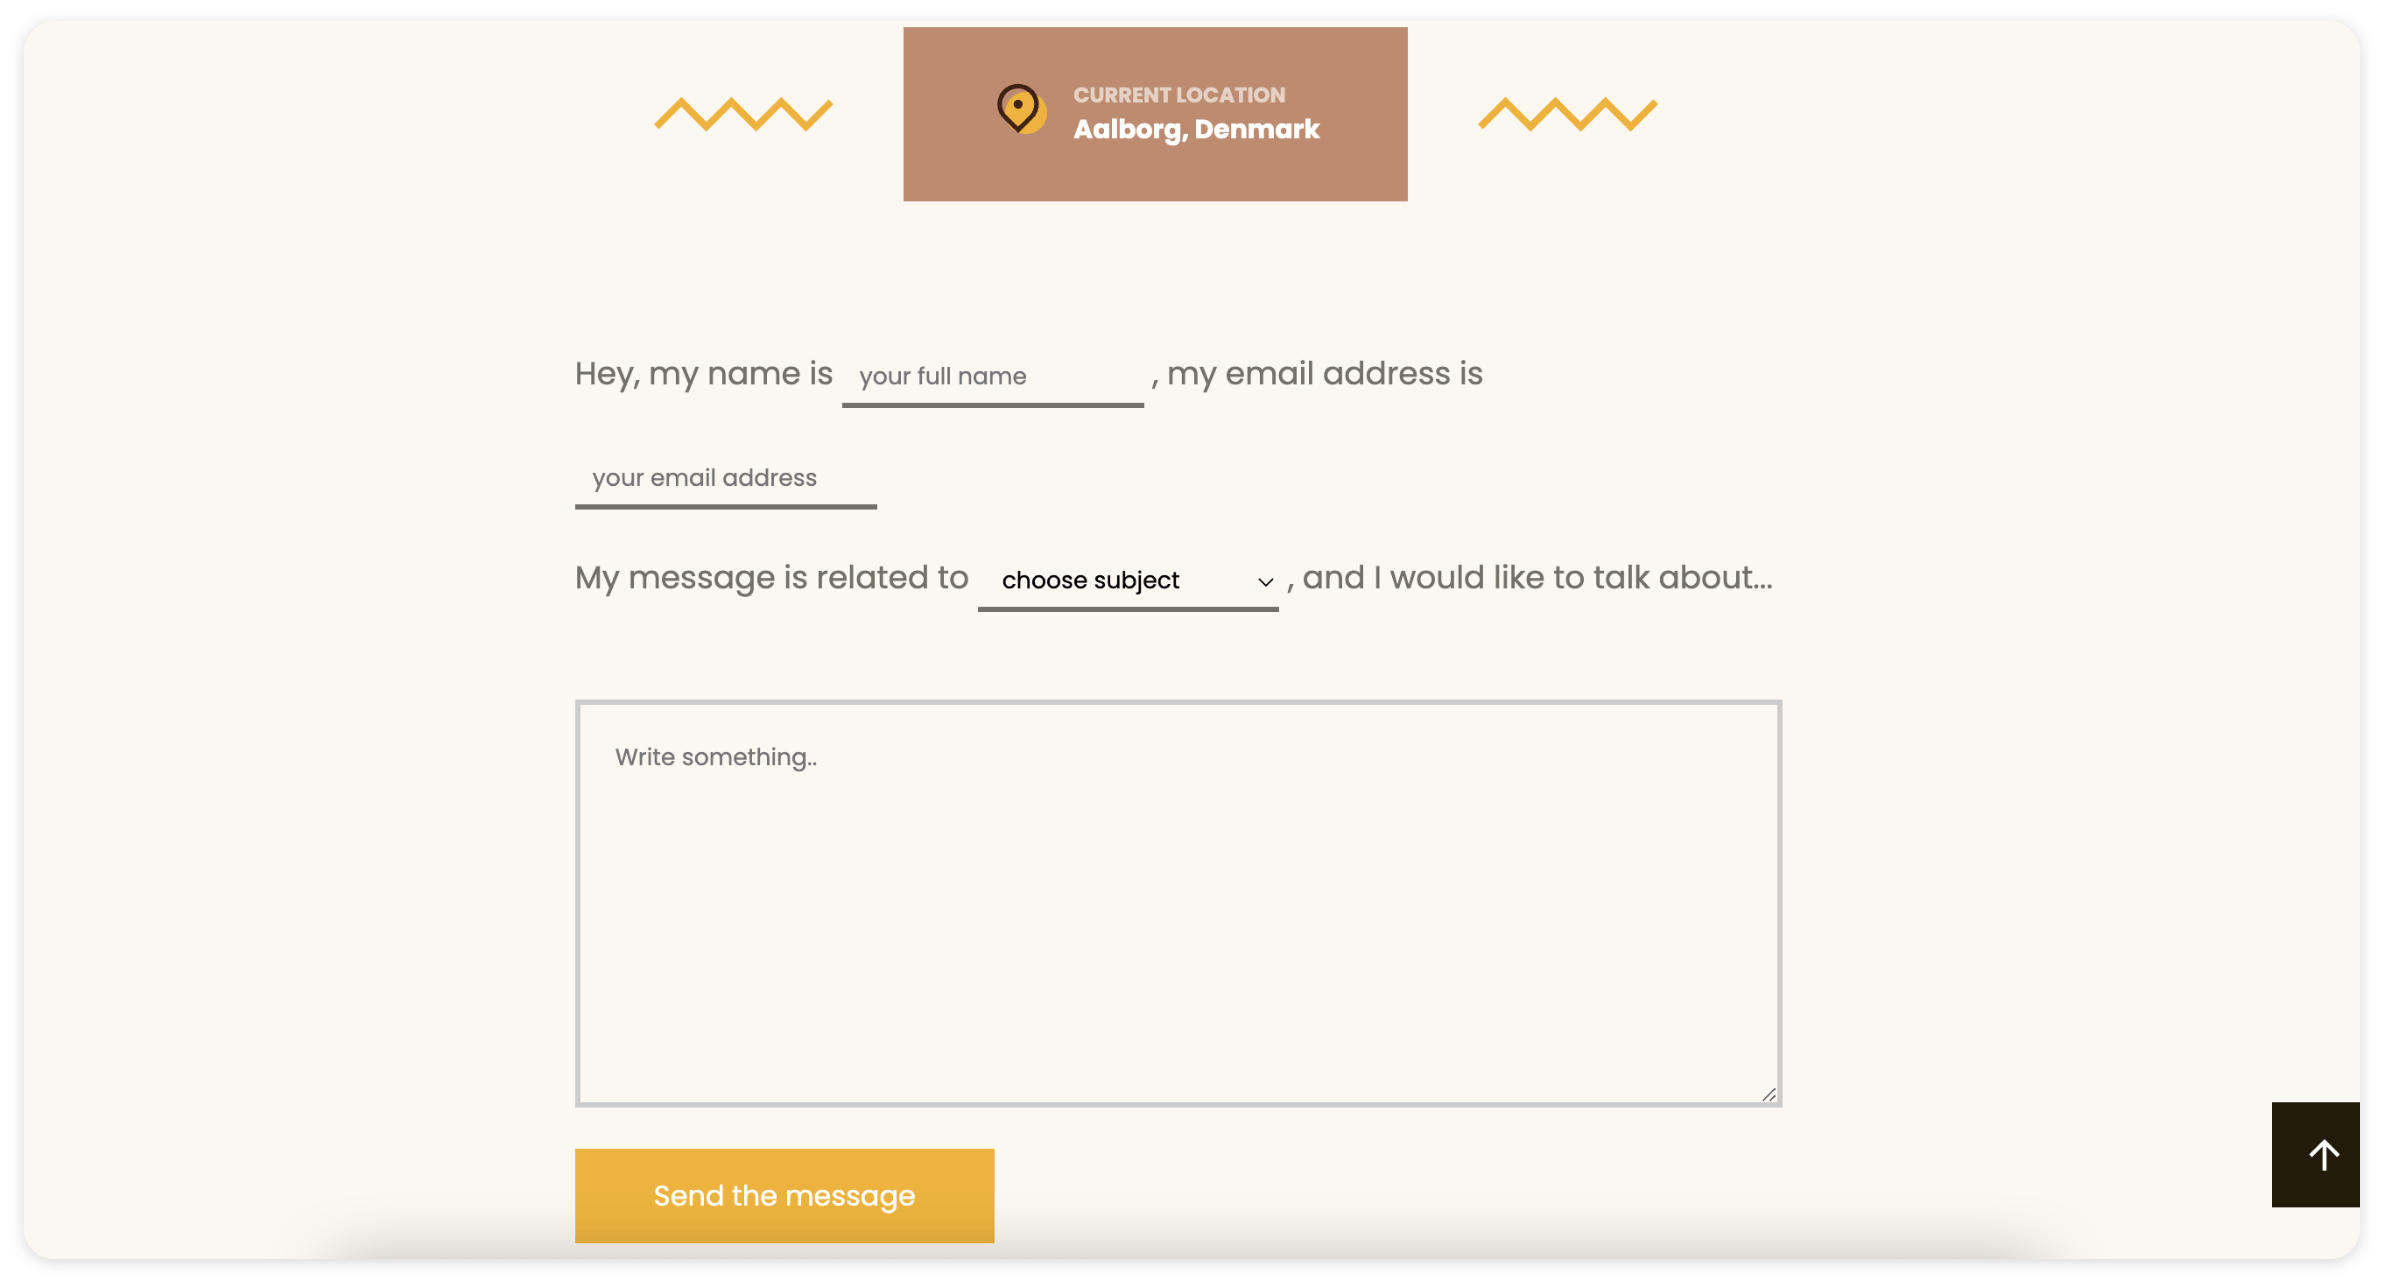 CURRENT LOCATION
Aalborg, Denmark
Hey, my name is your full name , my email address is
your email address
My message is related to choose subject , and I would like to talk about...
Write something..
Send the message